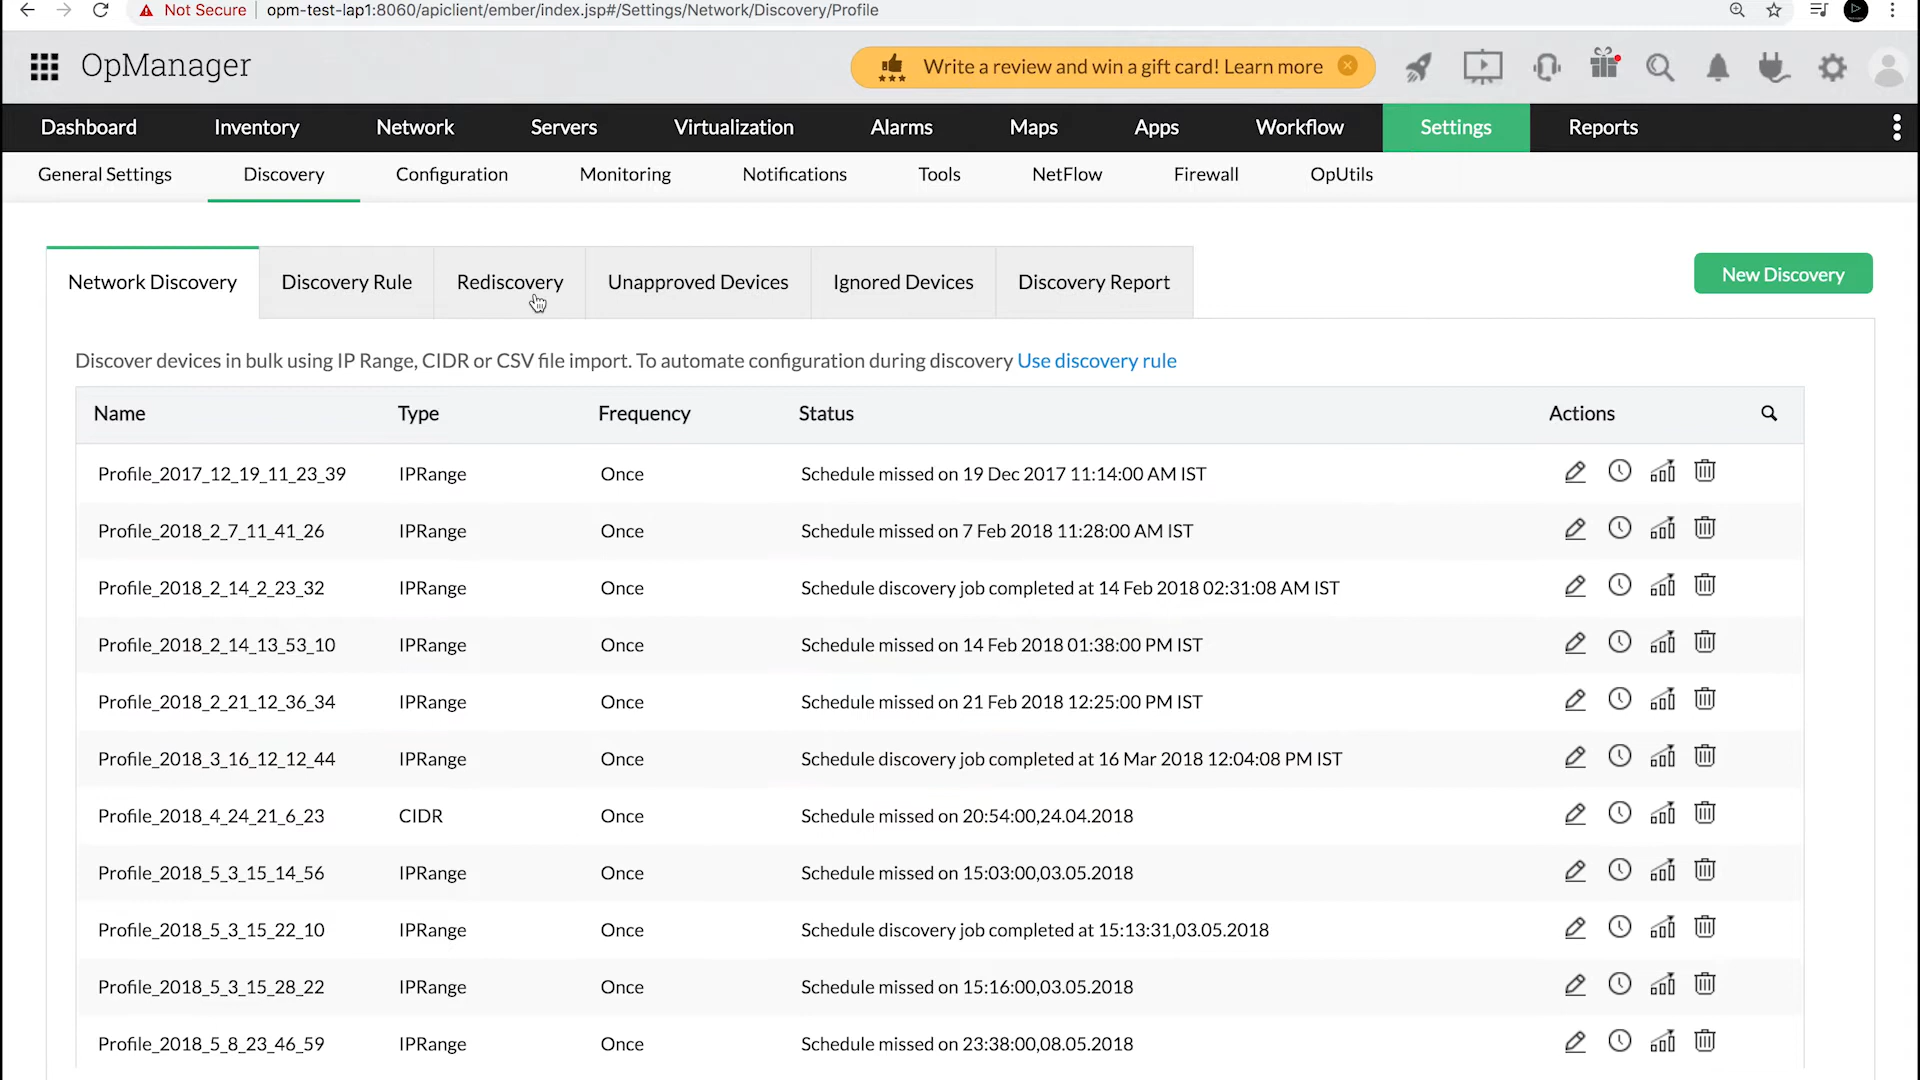 Not Secure opm-test-lap1:8060/apiclient/ember/index.jsp#/Settings/Network/Discovery/Profile
OpManager
Write a review and win a gift card! Learn more
Dashboard Inventory Network Servers Virtualization Alarms Maps Apps Workflow Settings Reports
General Settings Discovery Configuration Monitoring Notifications Tools NetFlow Firewall OpUtils
Network Discovery Discovery Rule Rediscovery Unapproved Devices Ignored Devices Discovery Report New Discovery
Discover devices in bulk using IP Range, CIDR or CSV file import. To automate configuration during discovery Use discovery rule
Name Type Frequency Status Actions
Profile_2017_12_19_11_23_39 IPRange Once Schedule missed on 19 Dec 2017 11:14:00 AM IST
Profile_2018_2_7_11_41_26 IPRange Once Schedule missed on 7 Feb 2018 11:28:00 AM IST
Profile_2018_2_14_2_23_32 IPRange Once Schedule discovery job completed at 14 Feb 2018 02:31:08 AM IST
Profile_2018_2_14_13_53_10 IPRange Once Schedule missed on 14 Feb 2018 01:38:00 PM IST
Profile_2018_2_21_12_36_34 IPRange Once Schedule missed on 21 Feb 2018 12:25:00 PM IST
Profile_2018_3_16_12_12_44 IPRange Once Schedule discovery job completed at 16 Mar 2018 12:04:08 PM IST
Profile_2018_4_24_21_6_23 CIDR Once Schedule missed on 20:54:00,24.04.2018
Profile_2018_5_3_15_14_56 IPRange Once Schedule missed on 15:03:00,03.05.2018
Profile_2018_5_3_15_22_10 IPRange Once Schedule discovery job completed at 15:13:31,03.05.2018
Profile_2018_5_3_15_28_22 IPRange Once Schedule missed on 15:16:00,03.05.2018
Profile_2018_5_8_23_46_59 IPRange Once Schedule missed on 23:38:00,08.05.2018